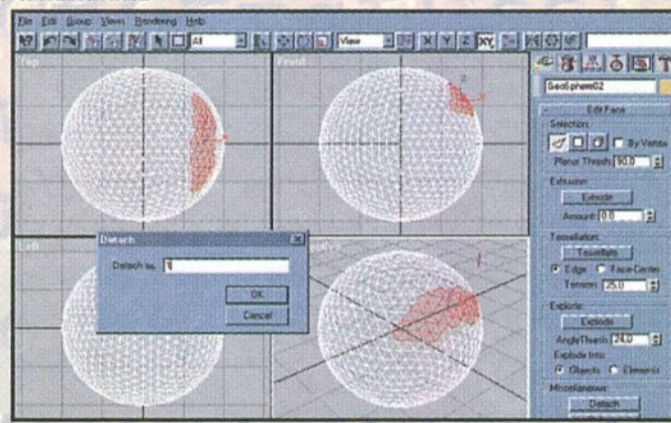 File Edit Group Views Rendering Help
All
View
X Y Z XY
Top
Front
GeoSphere02
Edit Face
Selection:
By Vertex
Planar Thresh: 90.0
Extrusion:
Extrude
Amount: 0.0
Left
Detach
Detach as:
OK
Cancel
Tessellation:
Tessellate
Edge Face-Center
Tension: 25.0
Explode:
Explode
AngleThresh: 24.0
Explode Into:
Objects Elements
Miscellaneous:
Detach